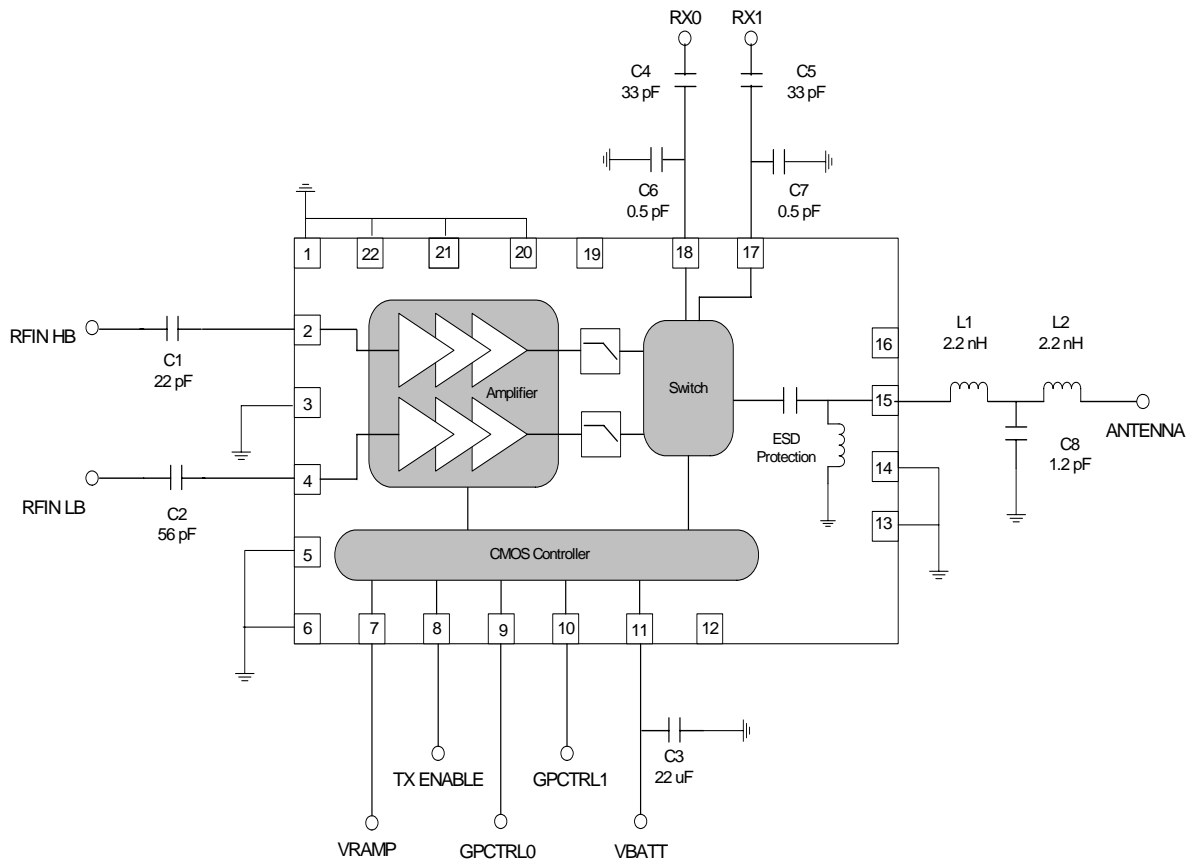 RX0
RX1
C4
33 pF
C5
33 pF
C6
0.5 pF
C7
0.5 pF
1
22
21
20
19
18
17
RFIN HB
C1
22 pF
2
3
RFIN LB
C2
56 pF
4
5
6
Amplifier
Switch
ESD
Protection
16
15
14
13
L1
2.2 nH
L2
2.2 nH
C8
1.2 pF
ANTENNA
CMOS Controller
7
8
9
10
11
12
C3
22 uF
TX ENABLE
GPCTRL1
VRAMP
GPCTRL0
VBATT